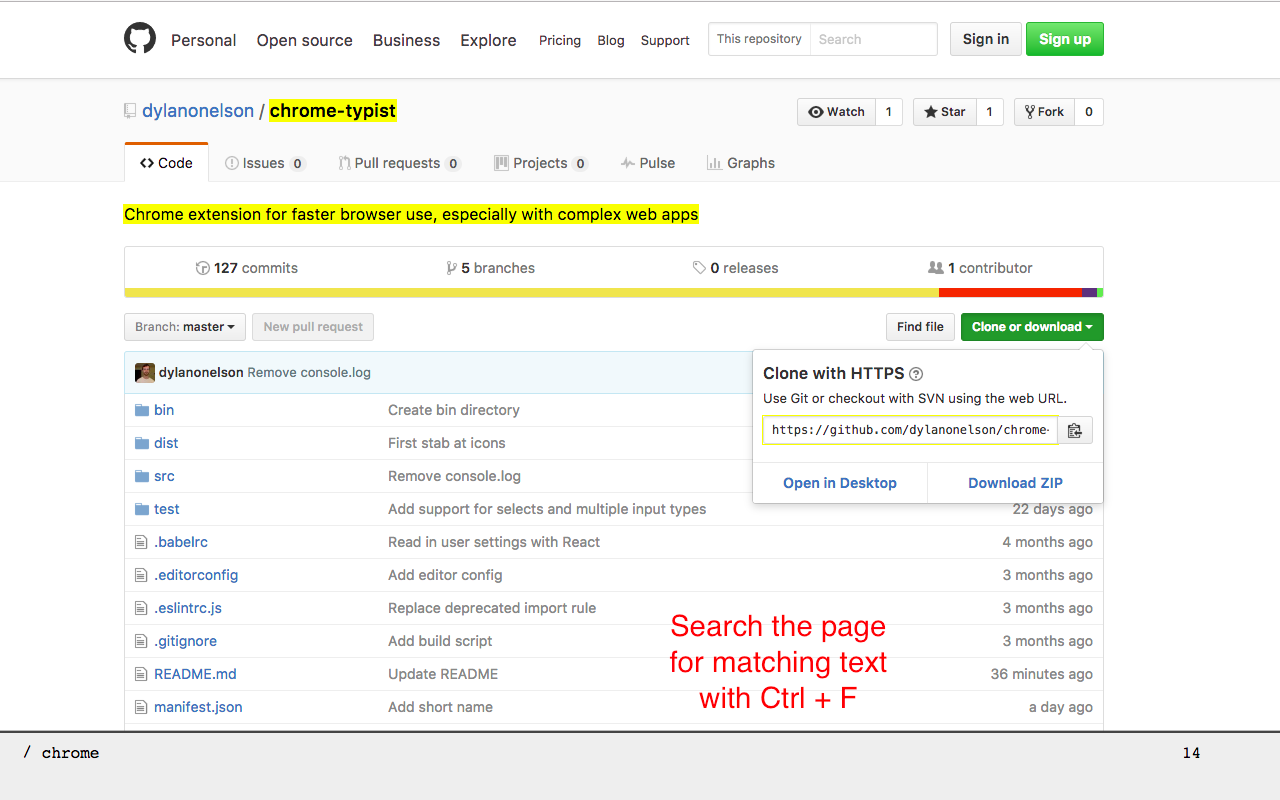 Personal Open source Business Explore Pricing Blog Support This repository Search Sign in Sign up
dylanonelson / chrome-typist Watch 1 Star 1 Fork 0
Code Issues 0 Pull requests 0 Projects 0 Pulse Graphs
Chrome extension for faster browser use, especially with complex web apps
127 commits 5 branches 0 releases 1 contributor
Branch: master New pull request Find file Clone or download
dylanonelson Remove console.log
Clone with HTTPS
Use Git or checkout with SVN using the web URL.
https://github.com/dylanonelson/chrome-
Open in Desktop Download ZIP
bin Create bin directory
dist First stab at icons
src Remove console.log
test Add support for selects and multiple input types 22 days ago
.babelrc Read in user settings with React 4 months ago
.editorconfig Add editor config 3 months ago
.eslintrc.js Replace deprecated import rule 3 months ago
.gitignore Add build script 3 months ago
README.md Update README 36 minutes ago
manifest.json Add short name a day ago
Search the page
for matching text
with Ctrl + F
/ chrome 14